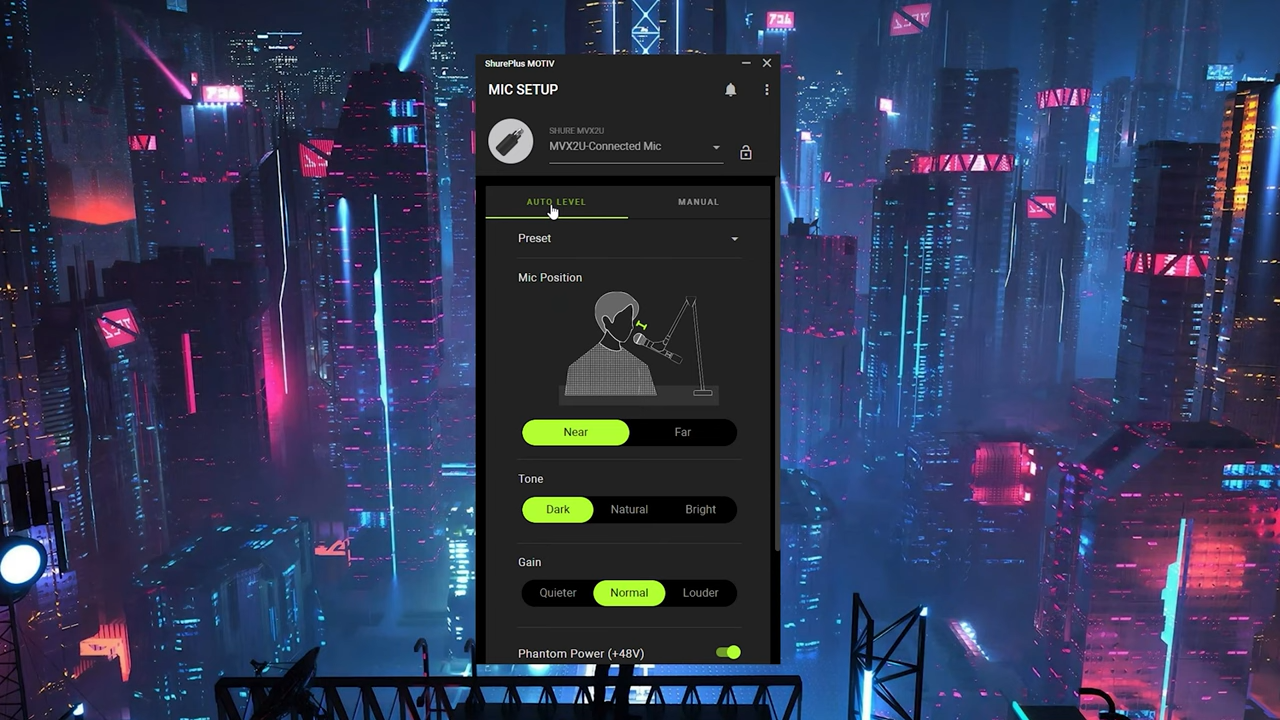 ShurePlus MOTIV
MIC SETUP
SHURE MVX2U
MVX2U-Connected Mic
AUTO LEVEL MANUAL
Preset
Mic Position
Near Far
Tone
Dark Natural Bright
Gain
Quieter Normal Louder
Phantom Power (+48V)